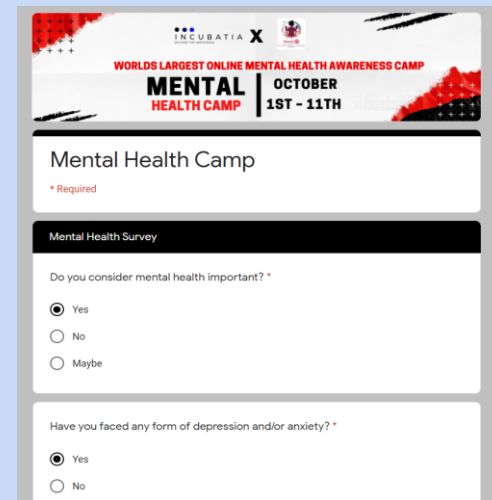 INCUBATIA X
WORLDS LARGEST ONLINE MENTAL HEALTH AWARENESS CAMP
MENTAL
HEALTH CAMP
OCTOBER
1ST - 11TH
Mental Health Camp
* Required
Mental Health Survey
Do you consider mental health important? *
Yes
No
Maybe
Have you faced any form of depression and/or anxiety? *
Yes
No